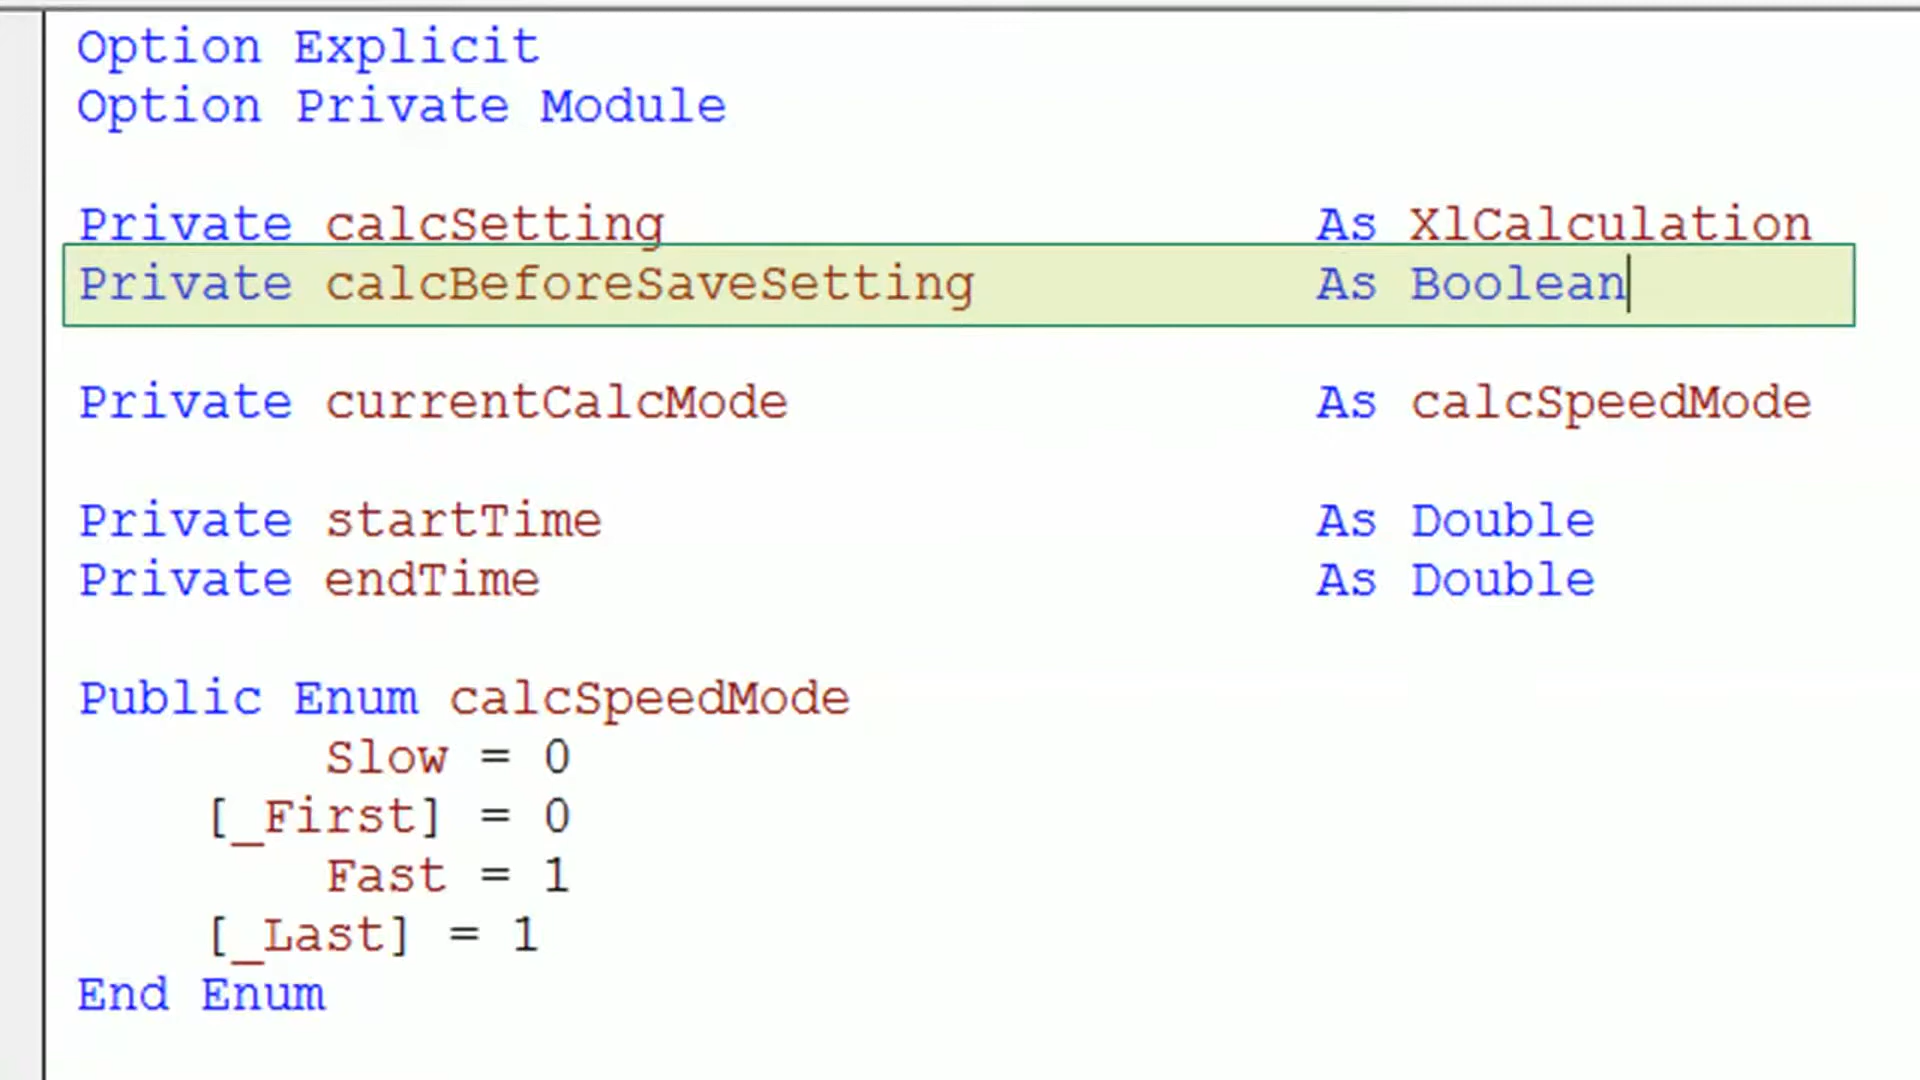 Option Explicit
Option Private Module
Private calcSetting As XlCalculation
Private calcBeforeSaveSetting As Boolean
Private currentCalcMode As calcSpeedMode
Private startTime As Double
Private endTime As Double
Public Enum calcSpeedMode
Slow = 0
[_First] = 0
Fast = 1
[_Last] = 1
End Enum